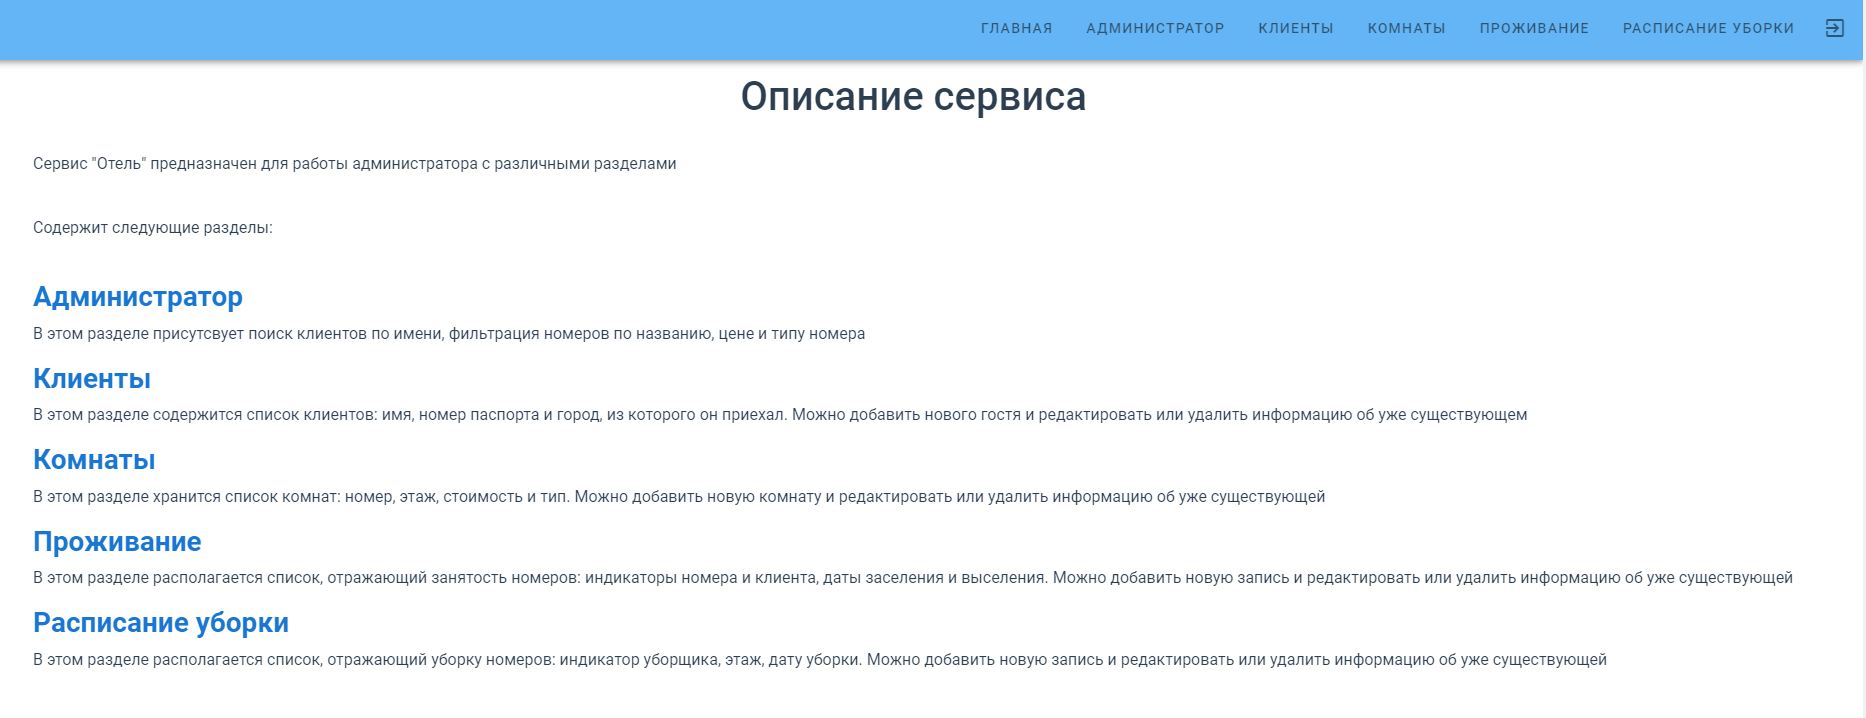 ГЛАВНАЯ АДМИНИСТРАТОР КЛИЕНТЫ КОМНАТЫ ПРОЖИВАНИЕ РАСПИСАНИЕ УБОРКИ
Описание сервиса
Сервис "Отель" предназначен для работы администратора с различными разделами
Содержит следующие разделы:
Администратор
В этом разделе присутсвует поиск клиентов по имени, фильтрация номеров по названию, цене и типу номера
Клиенты
В этом разделе содержится список клиентов: имя, номер паспорта и город, из которого он приехал. Можно добавить нового гостя и редактировать или удалить информацию об уже существующем
Комнаты
В этом разделе хранится список комнат: номер, этаж, стоимость и тип. Можно добавить новую комнату и редактировать или удалить информацию об уже существующей
Проживание
В этом разделе располагается список, отражающий занятость номеров: индикаторы номера и клиента, даты заселения и выселения. Можно добавить новую запись и редактировать или удалить информацию об уже существующей
Расписание уборки
В этом разделе располагается список, отражающий уборку номеров: индикатор уборщика, этаж, дату уборки. Можно добавить новую запись и редактировать или удалить информацию об уже существующей